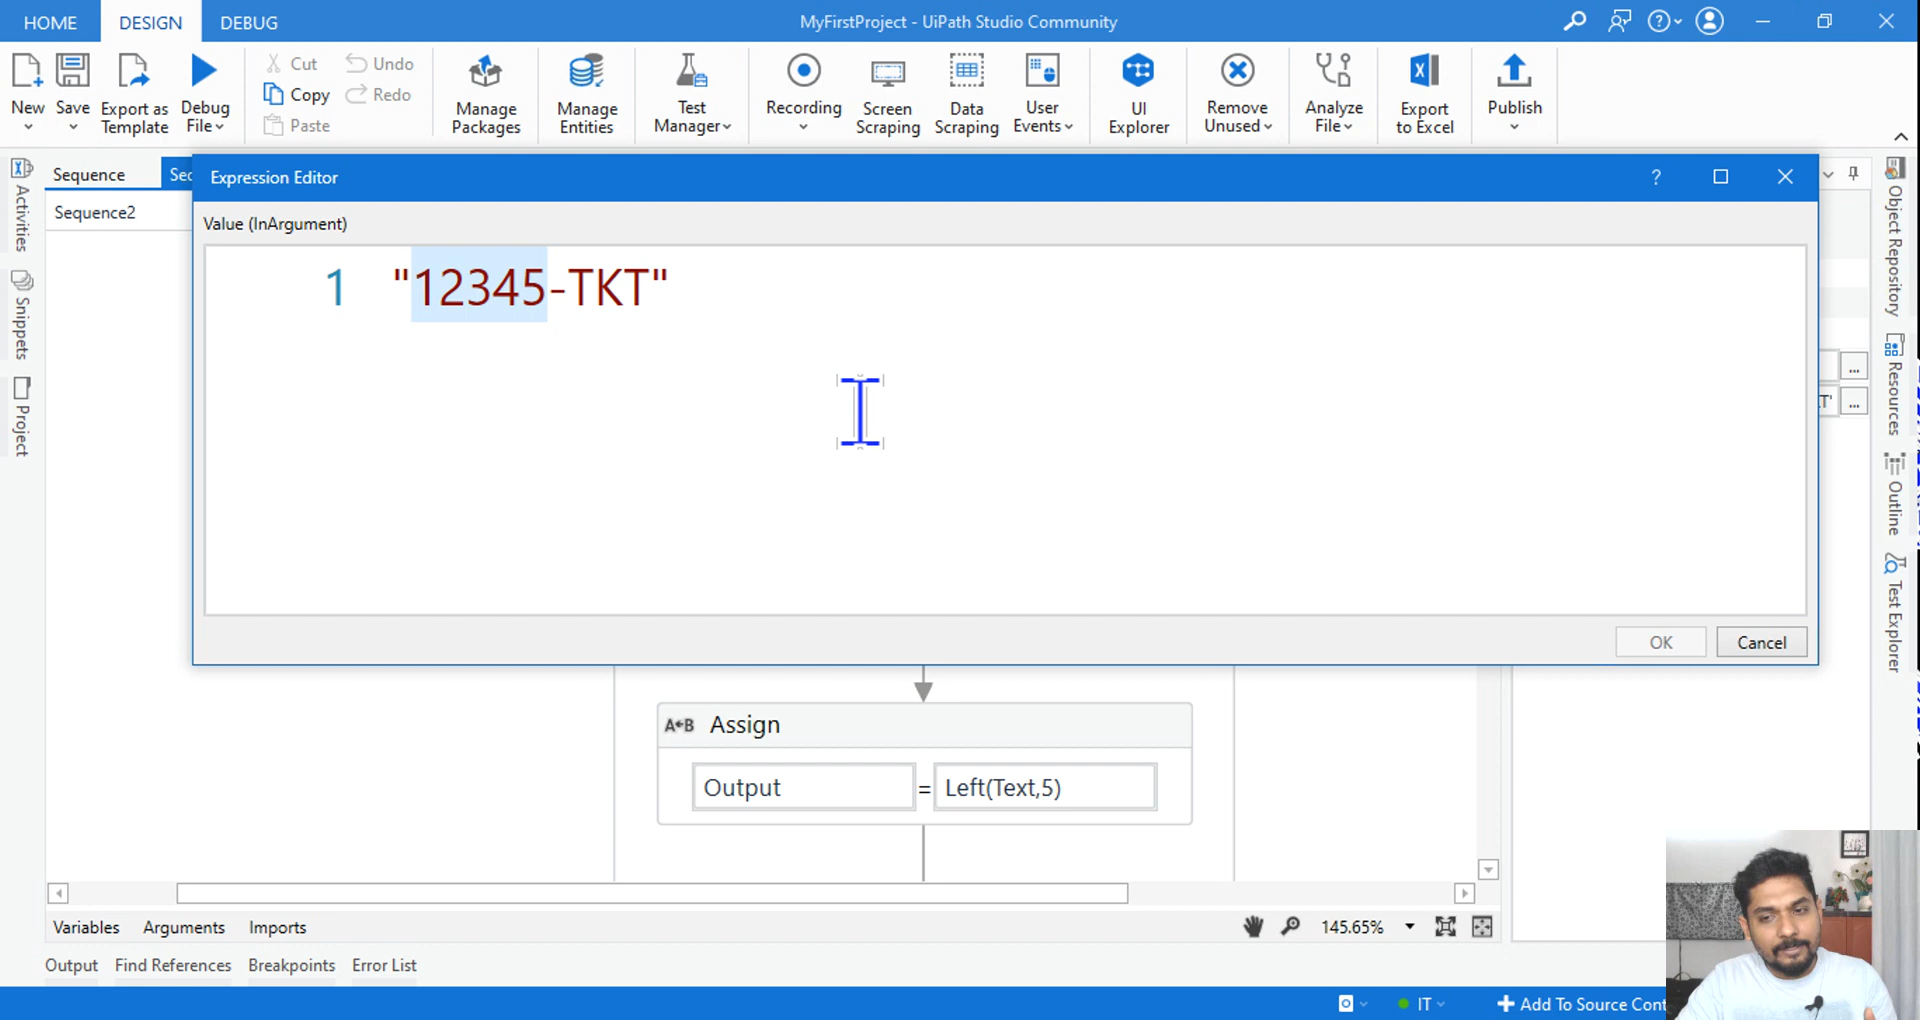 HOME DESIGN DEBUG MyFirstProject - UiPath Studio Community
New Save Export as Template Debug File
Cut Copy Paste Undo Redo
Manage Packages
Manage Entities
Test Manager
Recording
Screen Scraping
Data Scraping
User Events
UI Explorer
Remove Unused
Analyze File
Export to Excel
Publish
Sequence
Sequence2
Activities
Snippets
Project
Expression Editor
Value (InArgument)
1 "12345-TKT"
OK Cancel
Object Repository
Resources
Outline
Test Explorer
A←B Assign
Output = Left(Text,5)
Variables Arguments Imports 145.65%
Output Find References Breakpoints Error List
IT Add To Source Cont